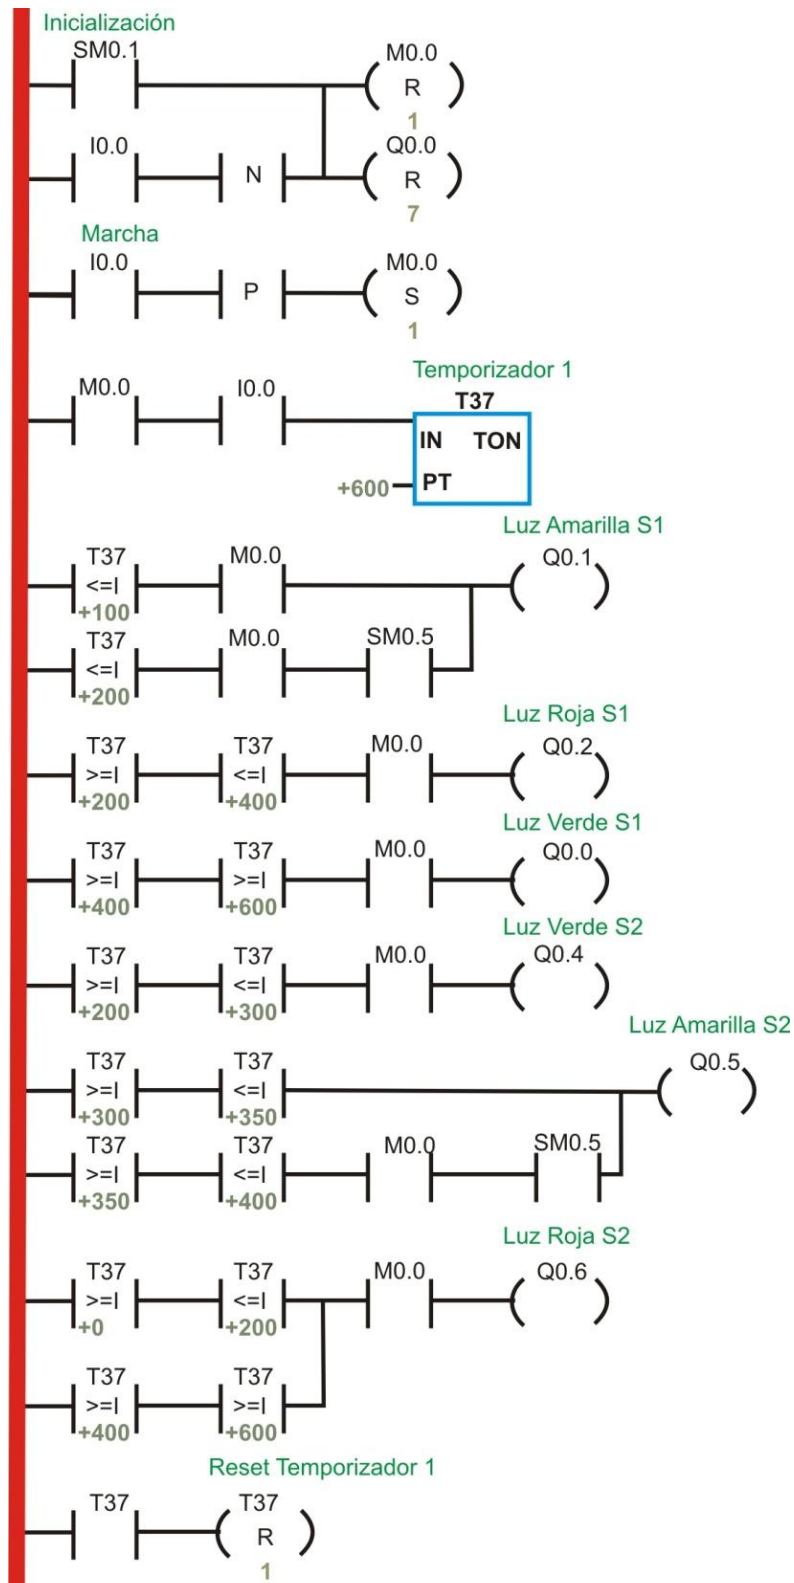 Inicialización
SM0.1 M0.0
R
1
I0.0 Q0.0
N R
7
Marcha
I0.0 M0.0
P S
1
Temporizador 1
M0.0 I0.0 T37
IN TON
+600 PT
Luz Amarilla S1
T37 M0.0 Q0.1
<=I
+100
T37 M0.0 SM0.5
<=I
+200
Luz Roja S1
T37 T37 M0.0 Q0.2
>=I <=I
+200 +400
Luz Verde S1
T37 T37 M0.0 Q0.0
>=I >=I
+400 +600
Luz Verde S2
T37 T37 M0.0 Q0.4
>=I <=I
+200 +300
Luz Amarilla S2
T37 T37 Q0.5
>=I <=I
+300 +350
T37 T37 M0.0 SM0.5
>=I <=I
+350 +400
Luz Roja S2
T37 T37 M0.0 Q0.6
>=I <=I
+0 +200
T37 T37
>=I >=I
+400 +600
Reset Temporizador 1
T37 T37
R
1